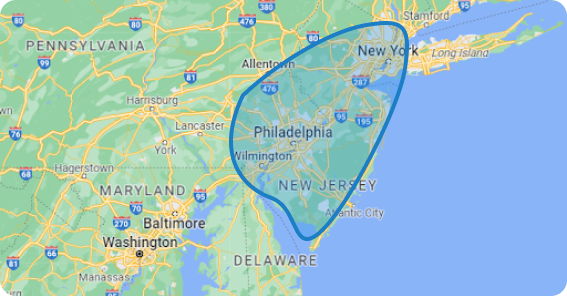 80
380
Stamford
80
476
PENNSYLVANIA
80
New York
Long Island
99
81
Allentown
287
476
Harrisburg
95
195
Lancaster
Philadelphia
76
York
Wilmington
Hagerstown
68
NEW JERSEY
MARYLAND
95
70
270
Baltimore
Atlantic City
Washington
81
66
DELAWARE
Manassas
95